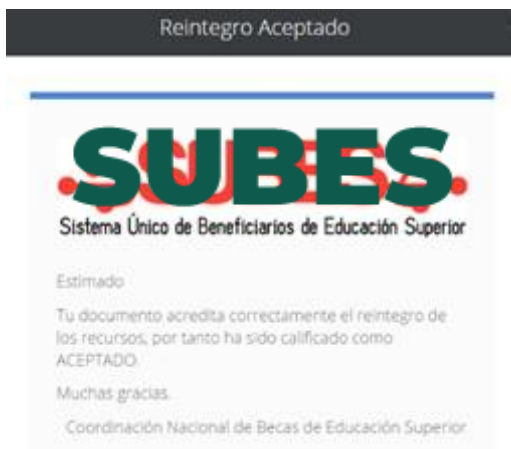 Reintegro Aceptado
SUBES
Sistema Único de Beneficiarios de Educación Superior
Estimado
Tu documento acredita correctamente el reintegro de
los recursos, por tanto ha sido calificado como
ACEPTADO.
Muchas gracias.
Coordinación Nacional de Becas de Educación Superior